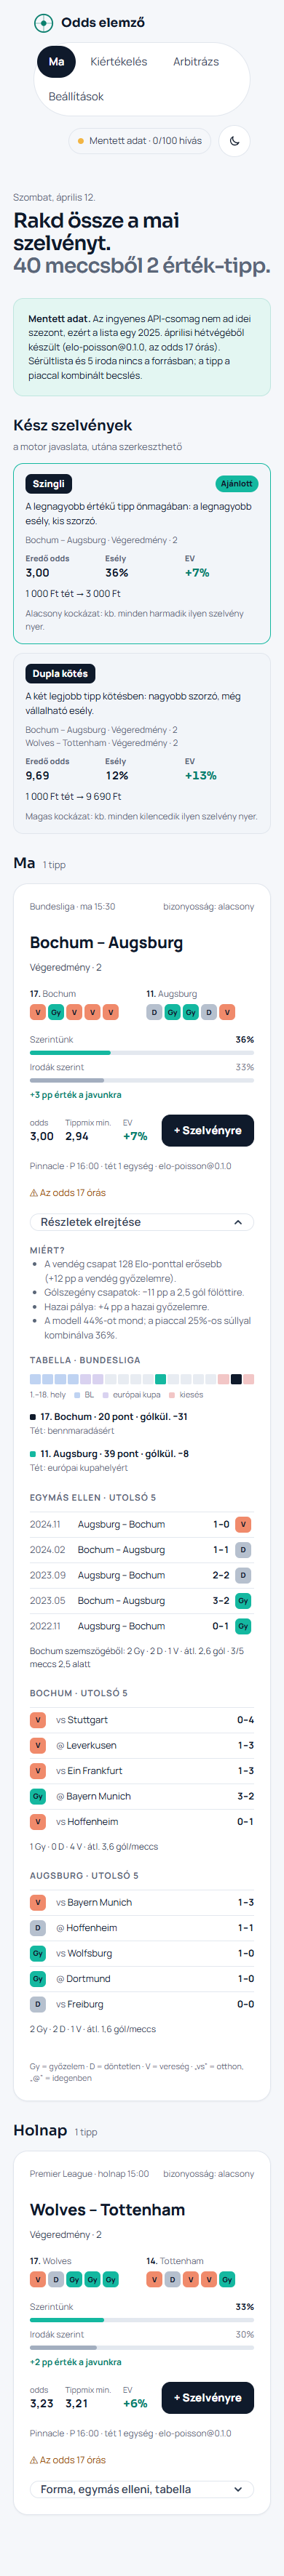 Odds elemző
Ma Kiértékelés Arbitrázs
Beállítások
Mentett adat · 0/100 hívás
Szombat, április 12.
Rakd össze a mai
szelvényt.
40 meccsből 2 érték-tipp.
Mentett adat. Az ingyenes API-csomag nem ad idei
szezont, ezért a lista egy 2025. áprilisi hétvégéből
készült (elo-poisson@0.1.0, az odds 17 órás).
Sérültlista és 5 iroda nincs a forrásban; a tipp a
piaccal kombinált becslés.
Kész szelvények
a motor javaslata, utána szerkeszthető
Szingli Ajánlott
A legnagyobb értékű tipp önmagában: a legnagyobb
esély, kis szorzó.
Bochum – Augsburg · Végeredmény · 2
Eredő odds Esély EV
3,00 36% +7%
1 000 Ft tét → 3 000 Ft
Alacsony kockázat: kb. minden harmadik ilyen szelvény
nyer.
Dupla kötés
A két legjobb tipp kötésben: nagyobb szorzó, még
vállalható esély.
Bochum – Augsburg · Végeredmény · 2
Wolves – Tottenham · Végeredmény · 2
Eredő odds Esély EV
9,69 12% +13%
1 000 Ft tét → 9 690 Ft
Magas kockázat: kb. minden kilencedik ilyen szelvény nyer.
Ma 1 tipp
Bundesliga · ma 15:30 bizonyosság: alacsony
Bochum – Augsburg
Végeredmény · 2
17. Bochum 11. Augsburg
V Gy V V V D Gy Gy D V
Szerintünk 36%
Irodák szerint 33%
+3 pp érték a javunkra
odds Tippmix min. EV
3,00 2,94 +7% + Szelvényre
Pinnacle · P 16:00 · tét 1 egység · elo-poisson@0.1.0
⚠ Az odds 17 órás
Részletek elrejtése
MIÉRT?
• A vendég csapat 128 Elo-ponttal erősebb
(+12 pp a vendég győzelemre).
• Gólszegény csapatok: −11 pp a 2,5 gól fölöttire.
• Hazai pálya: +4 pp a hazai győzelemre.
• A modell 44%-ot mond; a piaccal 25%-os súllyal
kombinálva 36%.
TABELLA · BUNDESLIGA
1.–18. hely BL európai kupa kiesés
17. Bochum · 20 pont · gólkül. −31
Tét: bennmaradásért
11. Augsburg · 39 pont · gólkül. −8
Tét: európai kupahelyért
EGYMÁS ELLEN · UTOLSÓ 5
2024.11 Augsburg – Bochum 1–0 V
2024.02 Bochum – Augsburg 1–1 D
2023.09 Augsburg – Bochum 2–2 D
2023.05 Bochum – Augsburg 3–2 Gy
2022.11 Augsburg – Bochum 0–1 Gy
Bochum szemszögéből: 2 Gy · 2 D · 1 V · átl. 2,6 gól · 3/5
meccs 2,5 alatt
BOCHUM · UTOLSÓ 5
V vs Stuttgart 0–4
V @ Leverkusen 1–3
V vs Ein Frankfurt 1–3
Gy @ Bayern Munich 3–2
V vs Hoffenheim 0–1
1 Gy · 0 D · 4 V · átl. 3,6 gól/meccs
AUGSBURG · UTOLSÓ 5
V vs Bayern Munich 1–3
D @ Hoffenheim 1–1
Gy vs Wolfsburg 1–0
Gy @ Dortmund 1–0
D vs Freiburg 0–0
2 Gy · 2 D · 1 V · átl. 1,6 gól/meccs
Gy = győzelem · D = döntetlen · V = vereség · „vs” = otthon,
„@” = idegenben
Holnap 1 tipp
Premier League · holnap 15:00 bizonyosság: alacsony
Wolves – Tottenham
Végeredmény · 2
17. Wolves 14. Tottenham
V D Gy Gy Gy V D V V Gy
Szerintünk 33%
Irodák szerint 30%
+2 pp érték a javunkra
odds Tippmix min. EV
3,23 3,21 +6% + Szelvényre
Pinnacle · P 16:00 · tét 1 egység · elo-poisson@0.1.0
⚠ Az odds 17 órás
Forma, egymás elleni, tabella